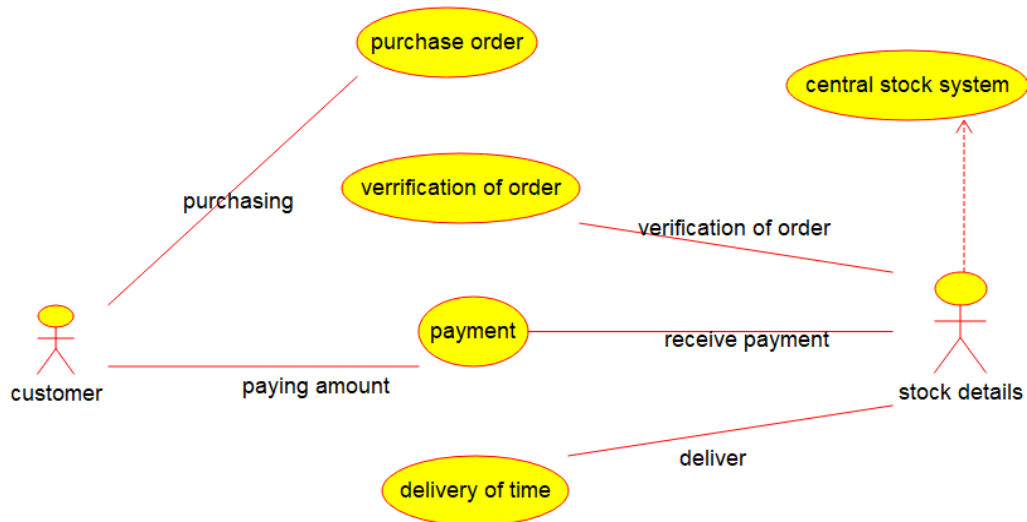 purchase order
central stock system
verrification of order
purchasing
verification of order
payment
receive payment
customer
paying amount
stock details
deliver
delivery of time